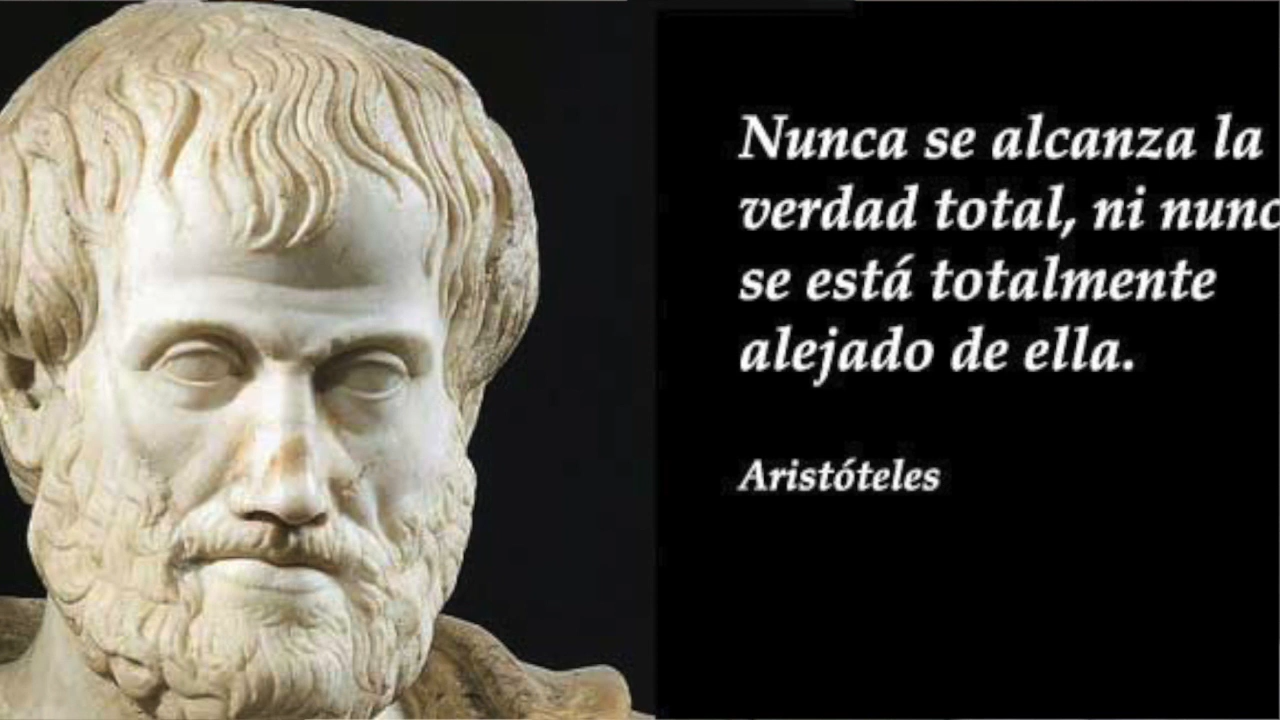 Nunca se alcanza la
verdad total, ni nunc
se está totalmente
alejado de ella.
Aristóteles